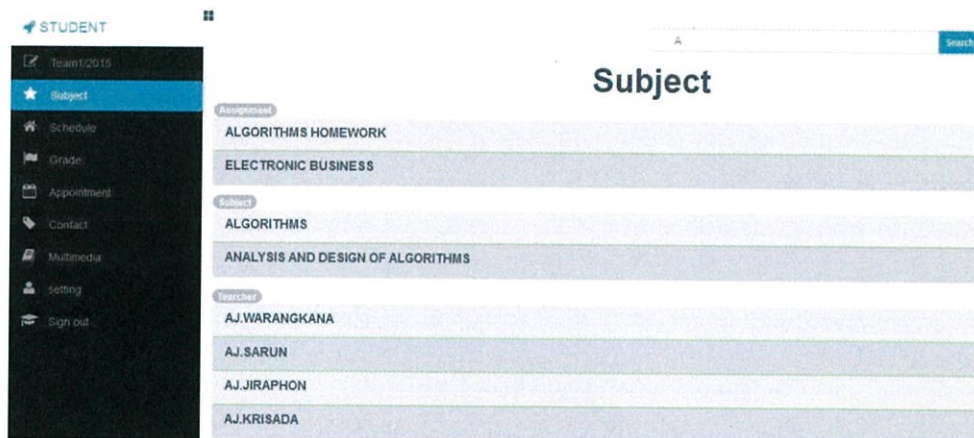 STUDENT
Team1/2015
Subject
Schedule
Grade
Appointment
Contact
Multimedia
setting
Sign out
A
Search
Subject
Assignment
ALGORITHMS HOMEWORK
ELECTRONIC BUSINESS
Subject
ALGORITHMS
ANALYSIS AND DESIGN OF ALGORITHMS
Tearcher
AJ.WARANGKANA
AJ.SARUN
AJ.JIRAPHON
AJ.KRISADA